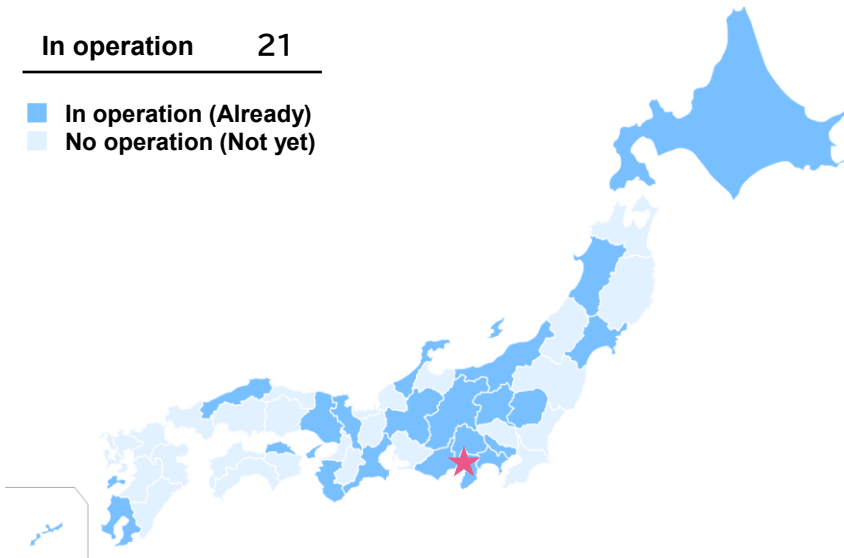 In operation 21
In operation (Already)
No operation (Not yet)